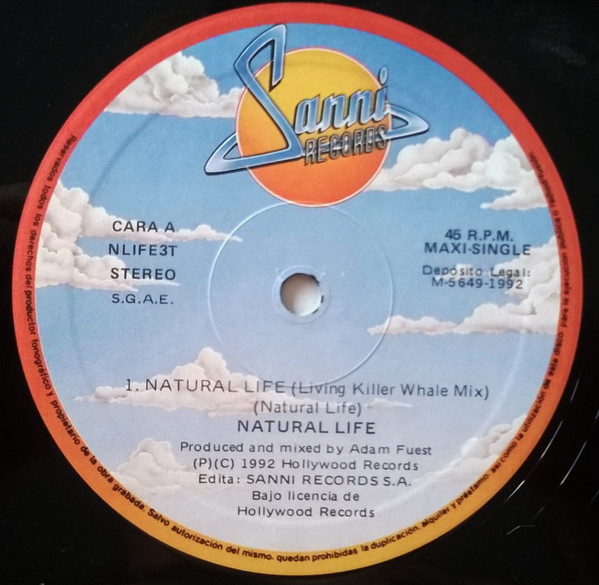 Sanni
RECORDS
CARA A
NLIFE3T
STEREO
S.G.A.E.
45 R.P.M.
MAXI-SINGLE
Depósito Legal:
M-5649-1992
1. NATURAL LIFE (Living Killer Whale Mix)
(Natural Life)
NATURAL LIFE
Produced and mixed by Adam Fuest
(P)(C) 1992 Hollywood Records
Edita: SANNI RECORDS S.A.
Bajo licencia de
Hollywood Records
Reservados todos los derechos del productor fonográfico y propietario de la obra grabada. Salvo autorización del mismo, quedan prohibidas la duplicación, alquiler y préstamo, así como la utilización de este disco para la ejecución pública o radiodifusión.